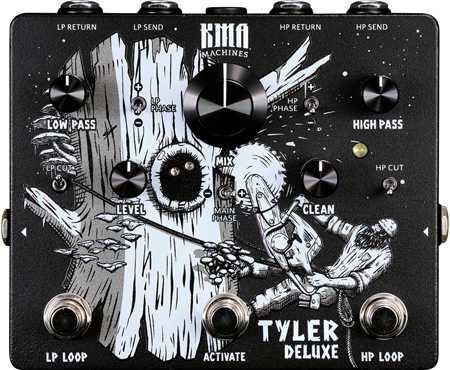 LP RETURN
LP SEND
KMA
MACHINES
HP RETURN
HP SEND
+
LP
PHASE
-
+
HP
PHASE
-
LOW PASS
HIGH PASS
MIX
LP CUT
HP CUT
LEVEL
- +
MAIN
PHASE
CLEAN
TYLER
DELUXE
LP LOOP
ACTIVATE
HP LOOP